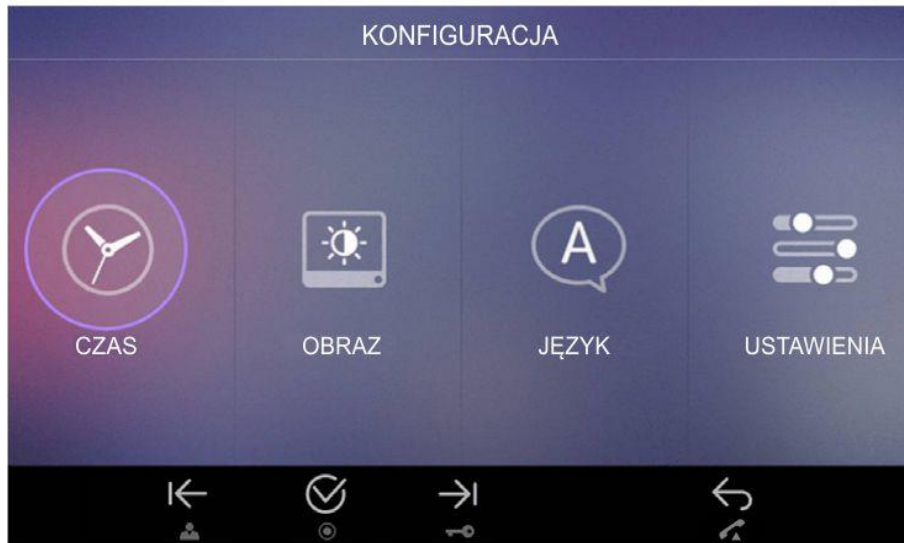 KONFIGURACJA
A
CZAS
OBRAZ
JĘZYK
USTAWIENIA